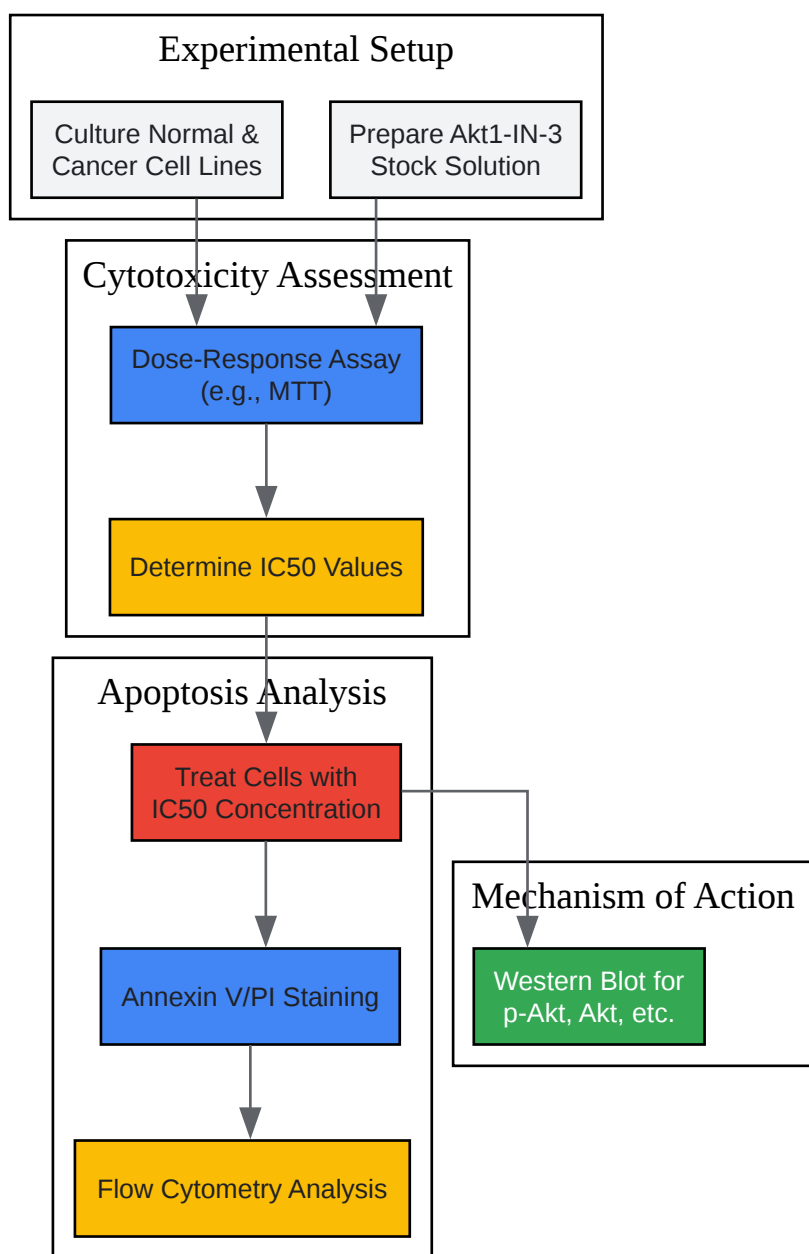 Experimental Setup
Culture Normal &
Cancer Cell Lines
Prepare Akt1-IN-3
Stock Solution
Cytotoxicity Assessment
Dose-Response Assay
(e.g., MTT)
Determine IC50 Values
Apoptosis Analysis
Treat Cells with
IC50 Concentration
Mechanism of Action
Annexin V/PI Staining
Western Blot for
p-Akt, Akt, etc.
Flow Cytometry Analysis